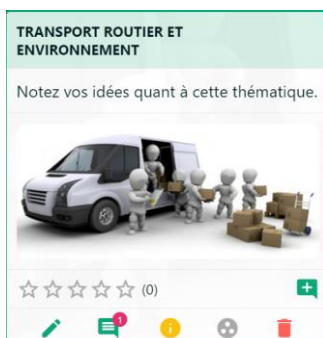 TRANSPORT ROUTIER ET
ENVIRONNEMENT
Notez vos idées quant à cette thématique.
(0)
1